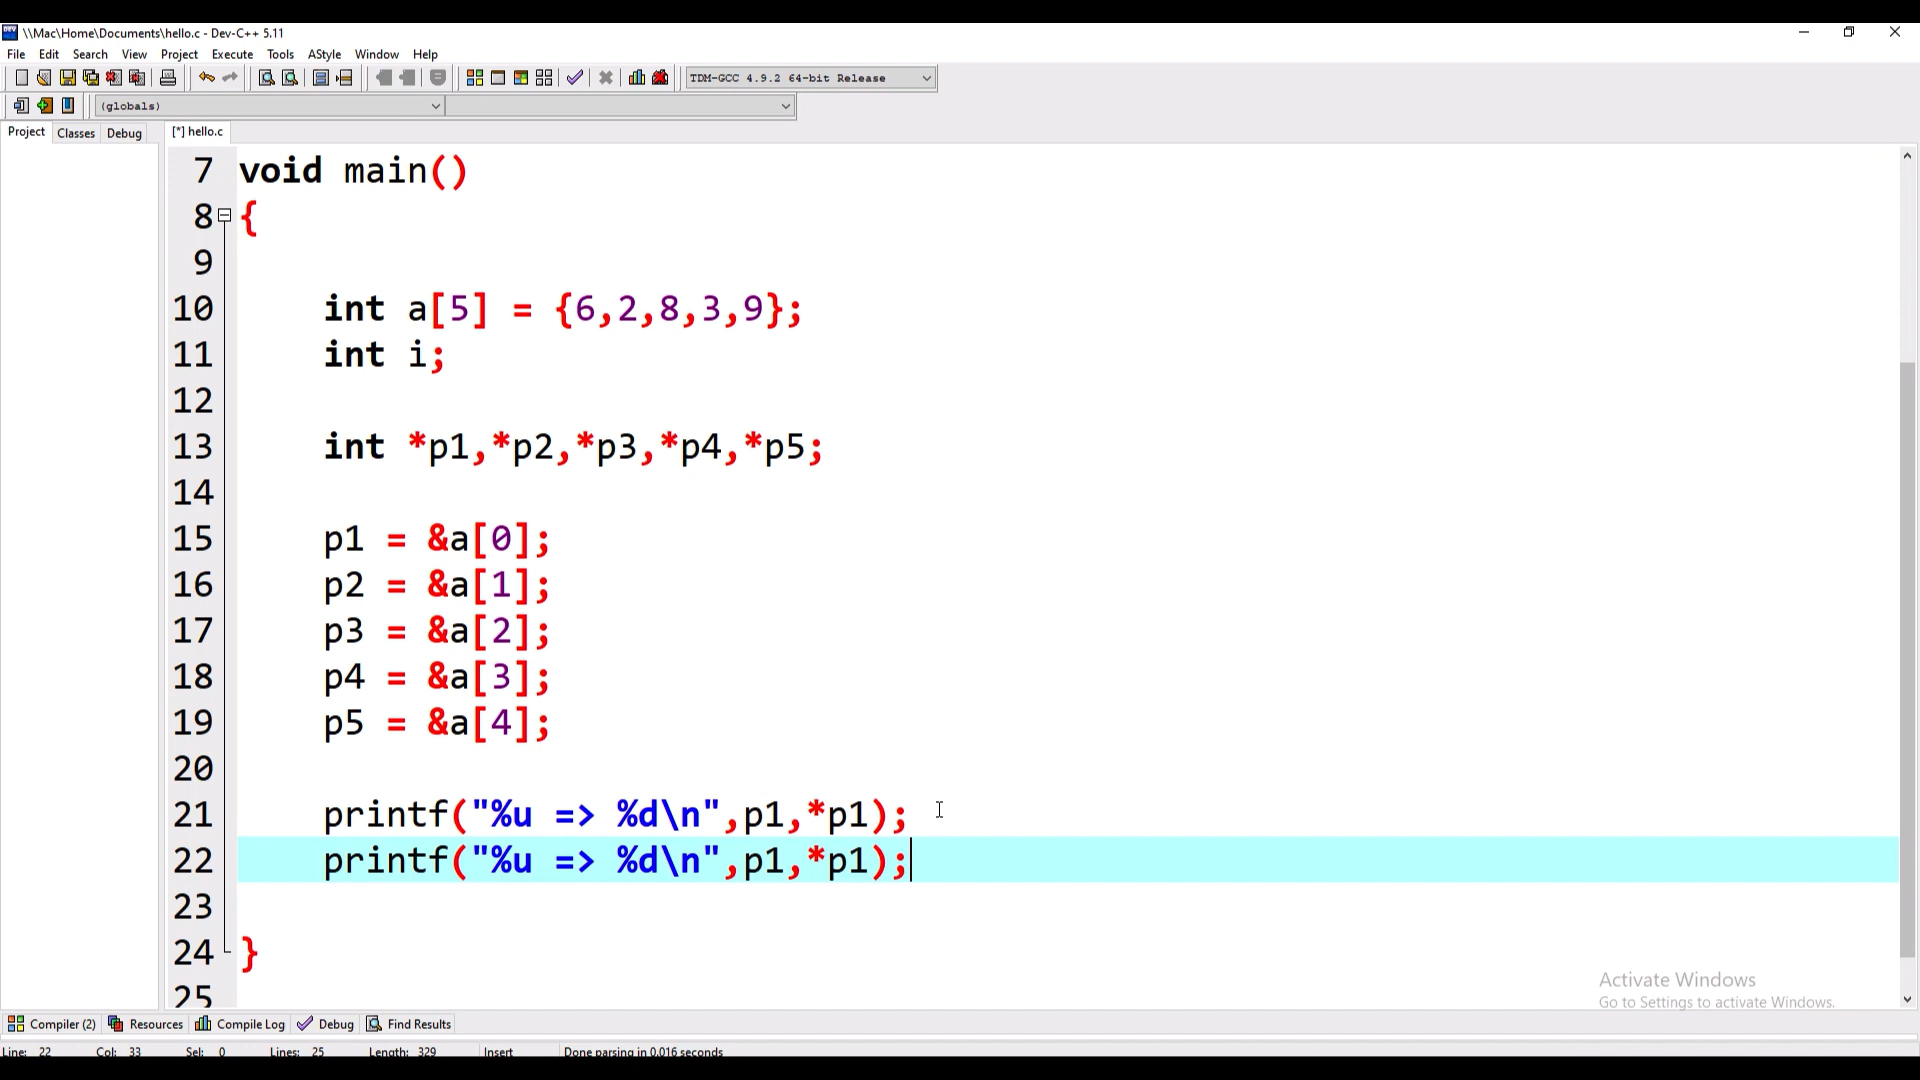 \\Mac\Home\Documents\hello.c - Dev-C++ 5.11
File Edit Search View Project Execute Tools AStyle Window Help
TDM-GCC 4.9.2 64-bit Release
(globals)
Project Classes Debug [*] hello.c
7 void main()
8 {
9
10 int a[5] = {6,2,8,3,9};
11 int i;
12
13 int *p1,*p2,*p3,*p4,*p5;
14
15 p1 = &a[0];
16 p2 = &a[1];
17 p3 = &a[2];
18 p4 = &a[3];
19 p5 = &a[4];
20
21 printf("%u => %d\n",p1,*p1);
22 printf("%u => %d\n",p1,*p1);
23
24 }
25
Activate Windows
Go to Settings to activate Windows.
Compiler (2) Resources Compile Log Debug Find Results
Line: 22 Col: 33 Sel: 0 Lines: 25 Length: 329 Insert Done parsing in 0.016 seconds